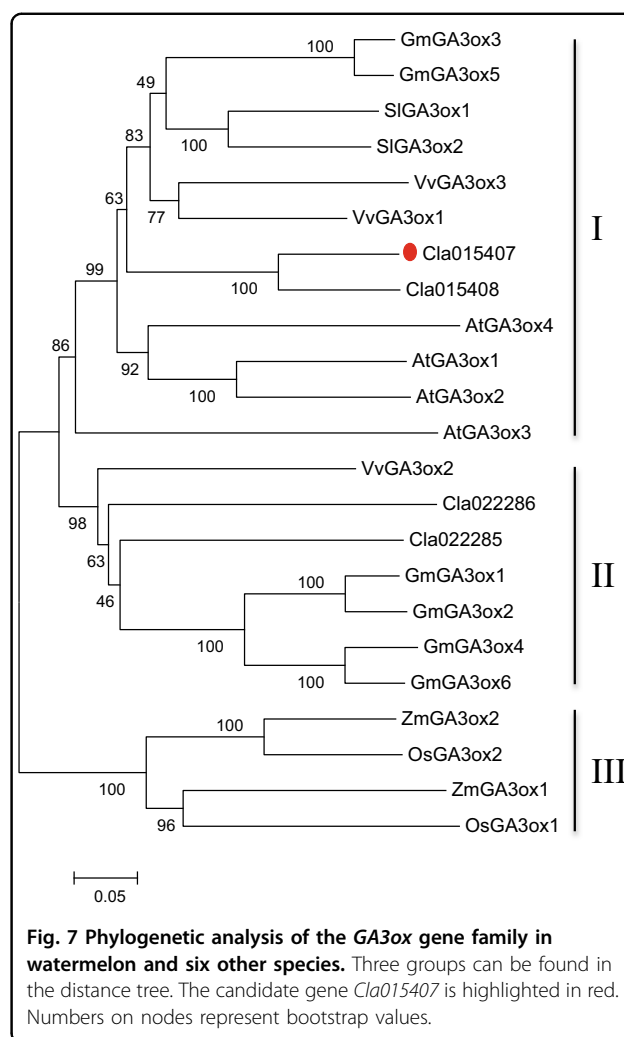 GmGA3ox3
100
GmGA3ox5
49
SlGA3ox1
100
SlGA3ox2
83
VvGA3ox3
77
VvGA3ox1
I
63
Cla015407
100
Cla015408
99
AtGA3ox4
92
AtGA3ox1
100
AtGA3ox2
86
AtGA3ox3
VvGA3ox2
98
Cla022286
63
Cla022285
46
II
100
GmGA3ox1
GmGA3ox2
100
GmGA3ox4
100
GmGA3ox6
ZmGA3ox2
100
OsGA3ox2
III
100
ZmGA3ox1
96
OsGA3ox1
0.05
Fig. 7 Phylogenetic analysis of the GA3ox gene family in
watermelon and six other species. Three groups can be found in
the distance tree. The candidate gene Cla015407 is highlighted in red.
Numbers on nodes represent bootstrap values.